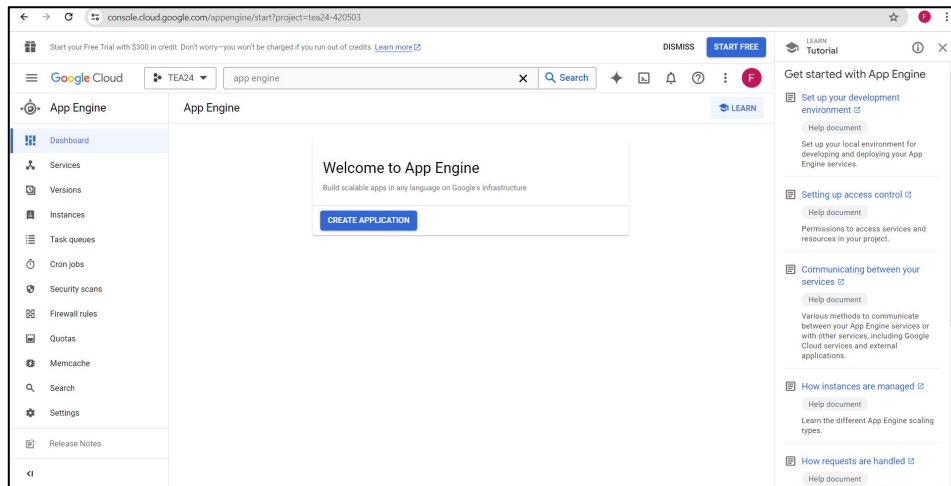 console.cloud.google.com/appengine/start?project=tea24-420503
F
Start your Free Trial with $300 in credit. Don't worry—you won't be charged if you run out of credits. Learn more
DISMISS
START FREE
Google Cloud
TEA24
app engine
Search
F
App Engine
Dashboard
Services
Versions
Instances
Task queues
Cron jobs
Security scans
Firewall rules
Quotas
Memcache
Search
Settings
Release Notes
App Engine
LEARN
Welcome to App Engine
Build scalable apps in any language on Google's infrastructure
CREATE APPLICATION
LEARN
Tutorial
Get started with App Engine
Set up your development
environment
Help document
Set up your local environment for
developing and deploying your App
Engine services.
Setting up access control
Help document
Permissions to access services and
resources in your project.
Communicating between your
services
Help document
Various methods to communicate
between your App Engine services or
with other services, including Google
Cloud services and external
applications.
How instances are managed
Help document
Learn the different App Engine scaling
types.
How requests are handled
Help document